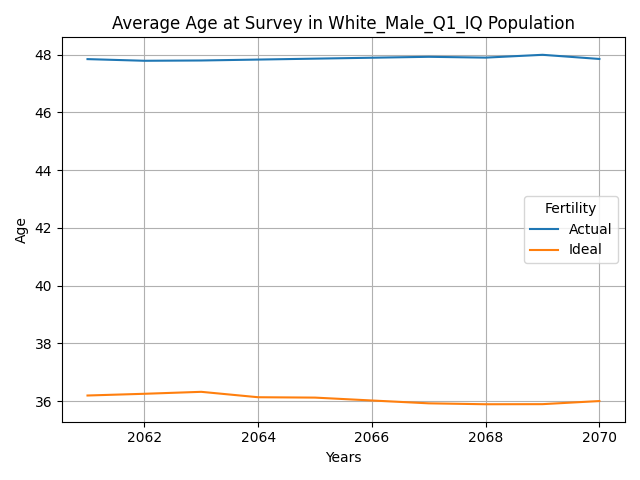 Average Age at Survey in White_Male_Q1_IQ Population
48
46
44
42
40
38
36
Age
Fertility
Actual
Ideal
2062
2064
2066
2068
2070
Years